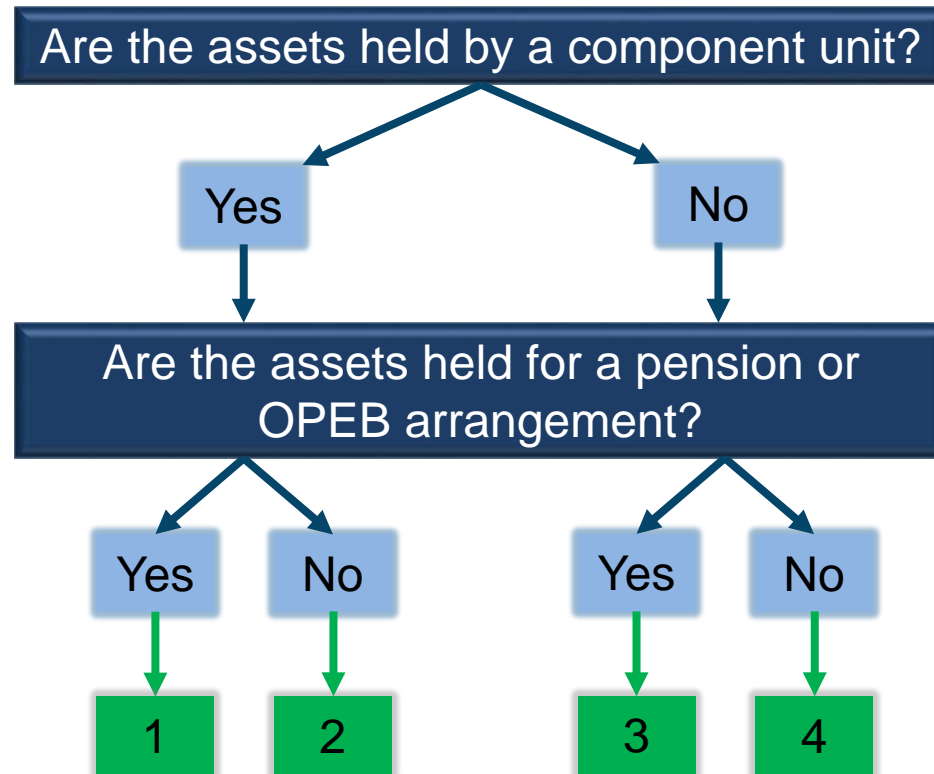 Are the assets held by a component unit?
Yes
No
Are the assets held for a pension or
OPEB arrangement?
Yes
No
Yes
No
1
2
3
4